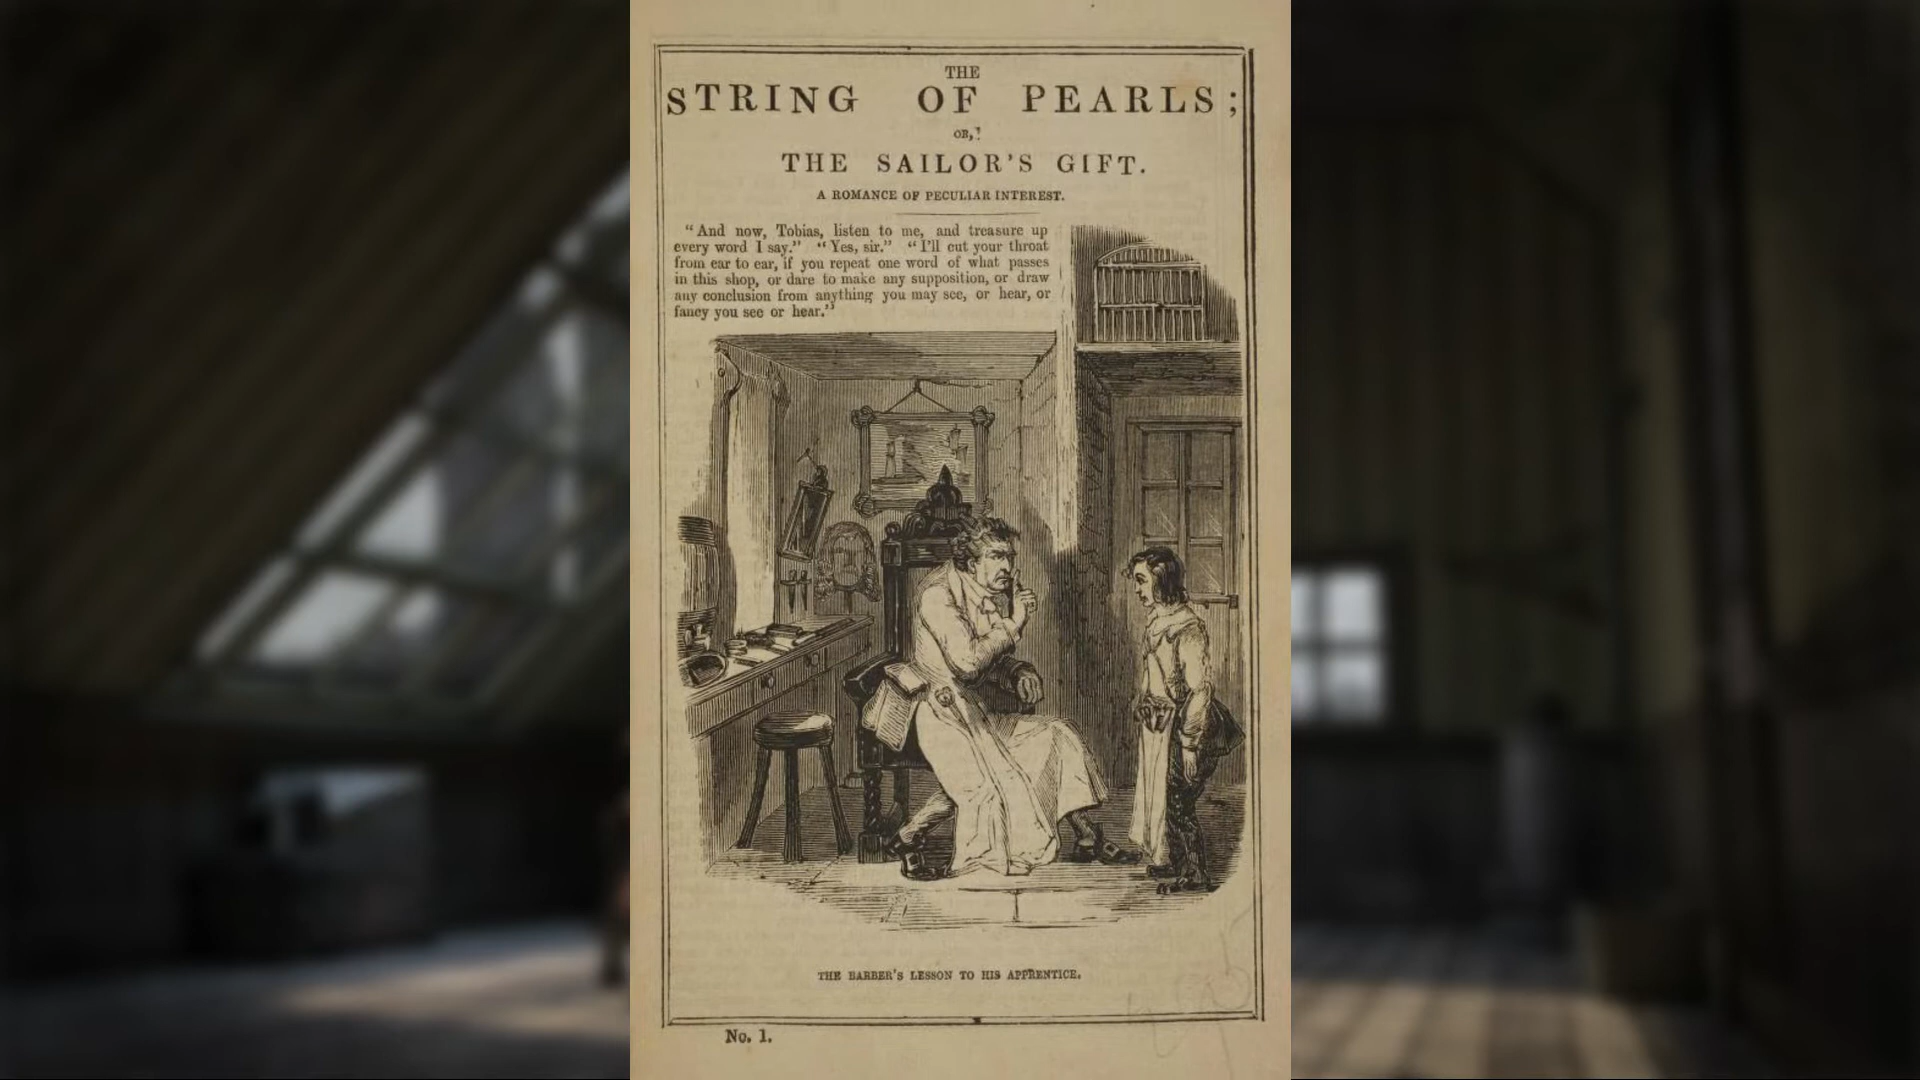 THE
STRING OF PEARLS;
OR,
THE SAILOR'S GIFT.
A ROMANCE OF PECULIAR INTEREST.
"And now, Tobias, listen to me, and treasure up
every word I say." "Yes, sir." "I'll cut your throat
from ear to ear, if you repeat one word of what passes
in this shop, or dare to make any supposition, or draw
any conclusion from anything you may see, or hear, or
fancy you see or hear."
THE BARBER'S LESSON TO HIS APPRENTICE.
No. 1.